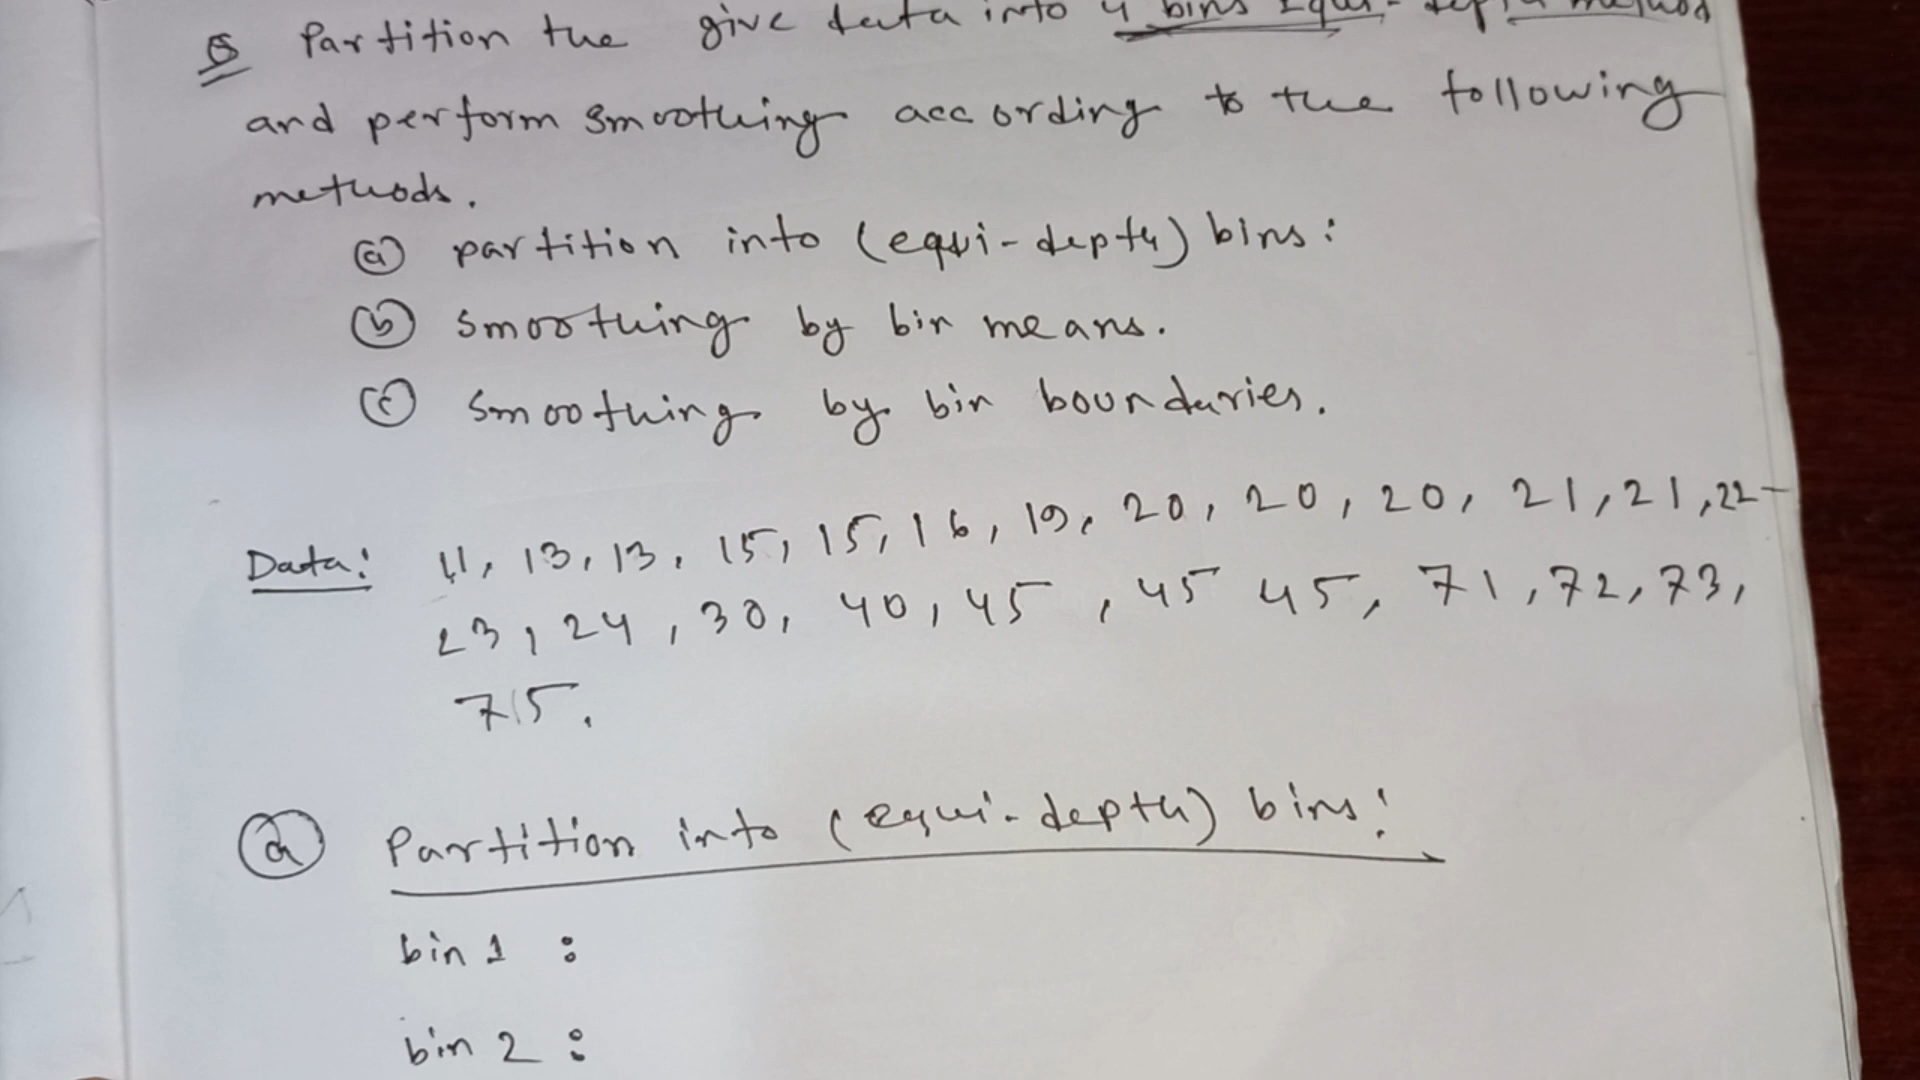 Q Partition the give data into 4 bins Equi-depth method
and perform smoothing according to the following
methods.
(a) partition into (equi-depth) bins:
(b) smoothing by bin means.
(c) smoothing by bin boundaries.
Data: 11, 13, 13, 15, 15, 16, 19, 20, 20, 20, 21, 21, 22
23, 24, 30, 40, 45, 45 45, 71, 72, 73,
75.
(a) Partition into (equi-depth) bins:
bin 1 :
bin 2 :